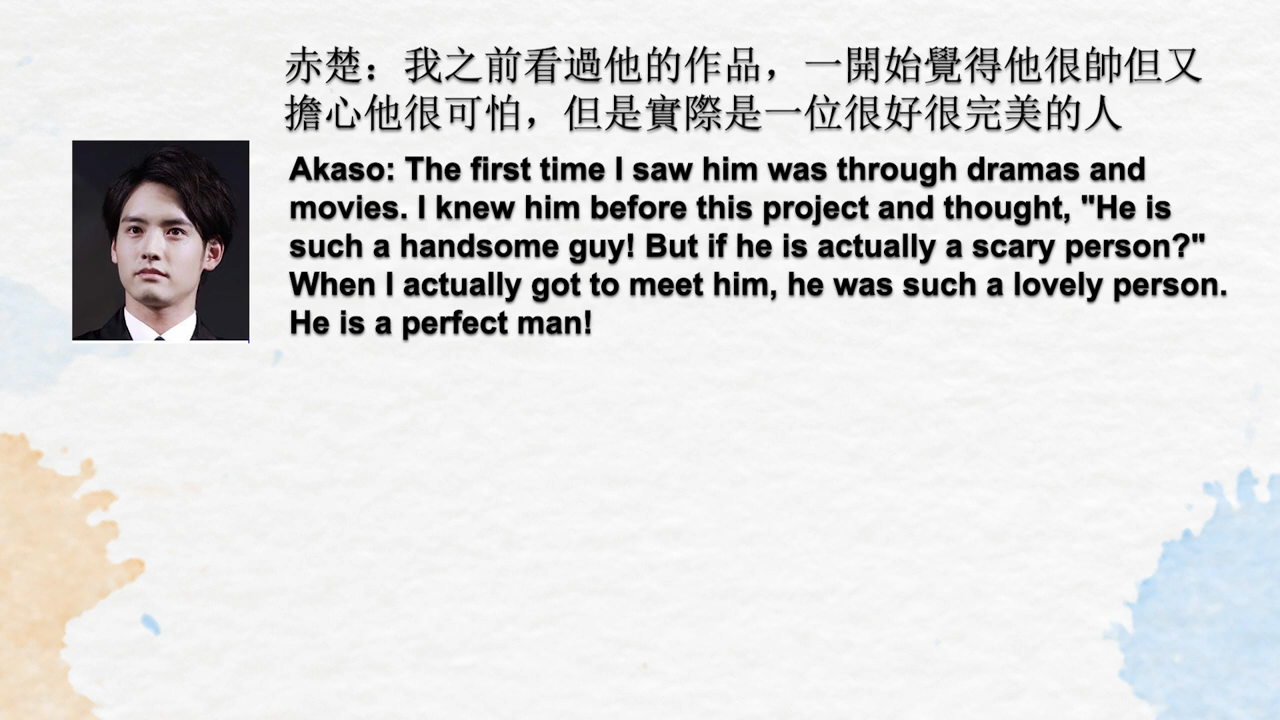 赤楚：我之前看過他的作品，一開始覺得他很帥但又
擔心他很可怕，但是實際是一位很好很完美的人
Akaso: The first time I saw him was through dramas and
movies. I knew him before this project and thought, "He is
such a handsome guy! But if he is actually a scary person?"
When I actually got to meet him, he was such a lovely person.
He is a perfect man!